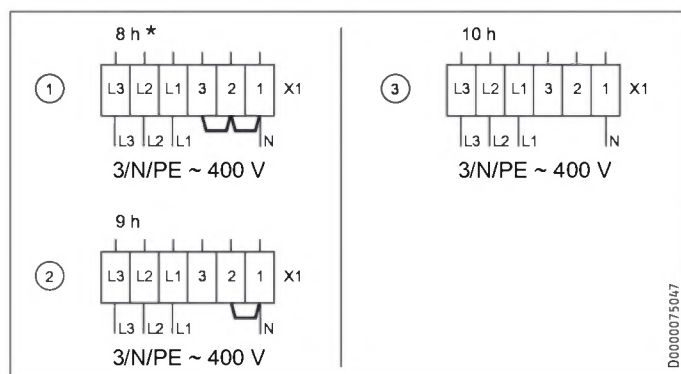 8 h *
1
L3 L2 L1 3 2 1 X1
L3 L2 L1 N
3/N/PE ~ 400 V
9 h
2
L3 L2 L1 3 2 1 X1
L3 L2 L1 N
3/N/PE ~ 400 V
10 h
3
L3 L2 L1 3 2 1 X1
L3 L2 L1 N
3/N/PE ~ 400 V
D0000075047